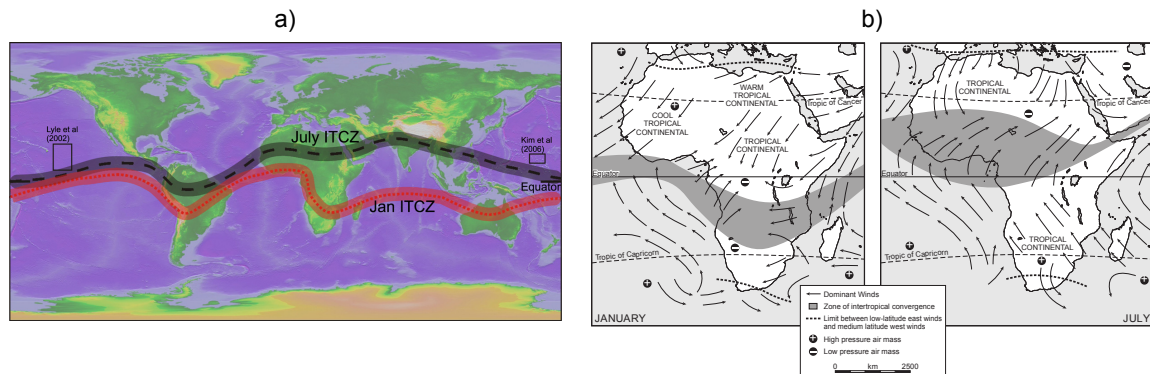 a)
Lyle et al
(2002)
July ITCZ
Kim et al
(2006)
Equator
Jan ITCZ
b)
WARM
TROPICAL
CONTINENTAL
Tropic of Cancer
COOL
TROPICAL
CONTINENTAL
TROPICAL
CONTINENTAL
Equator
Tropic of Capricorn
JANUARY
TROPICAL
CONTINENTAL
Tropic of Cancer
Equator
TROPICAL
CONTINENTAL
Tropic of Capricorn
JULY
Dominant Winds
Zone of intertropical convergence
Limit between low-latitude east winds
and medium latitude west winds
High pressure air mass
Low pressure air mass
0 km 2500